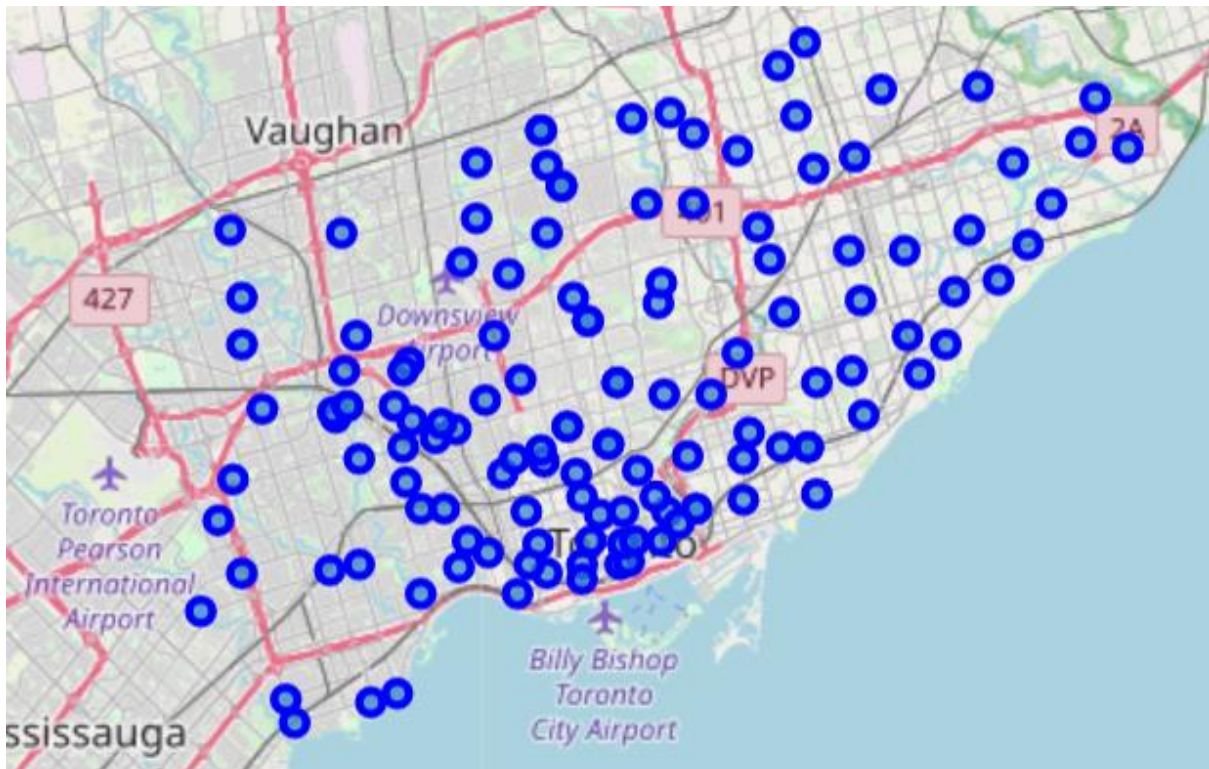 Vaughan
2A
401
427
Downsview
Airport
DVP
Toronto
Pearson
International
Airport
Toronto
Billy Bishop
Toronto
City Airport
ssissauga